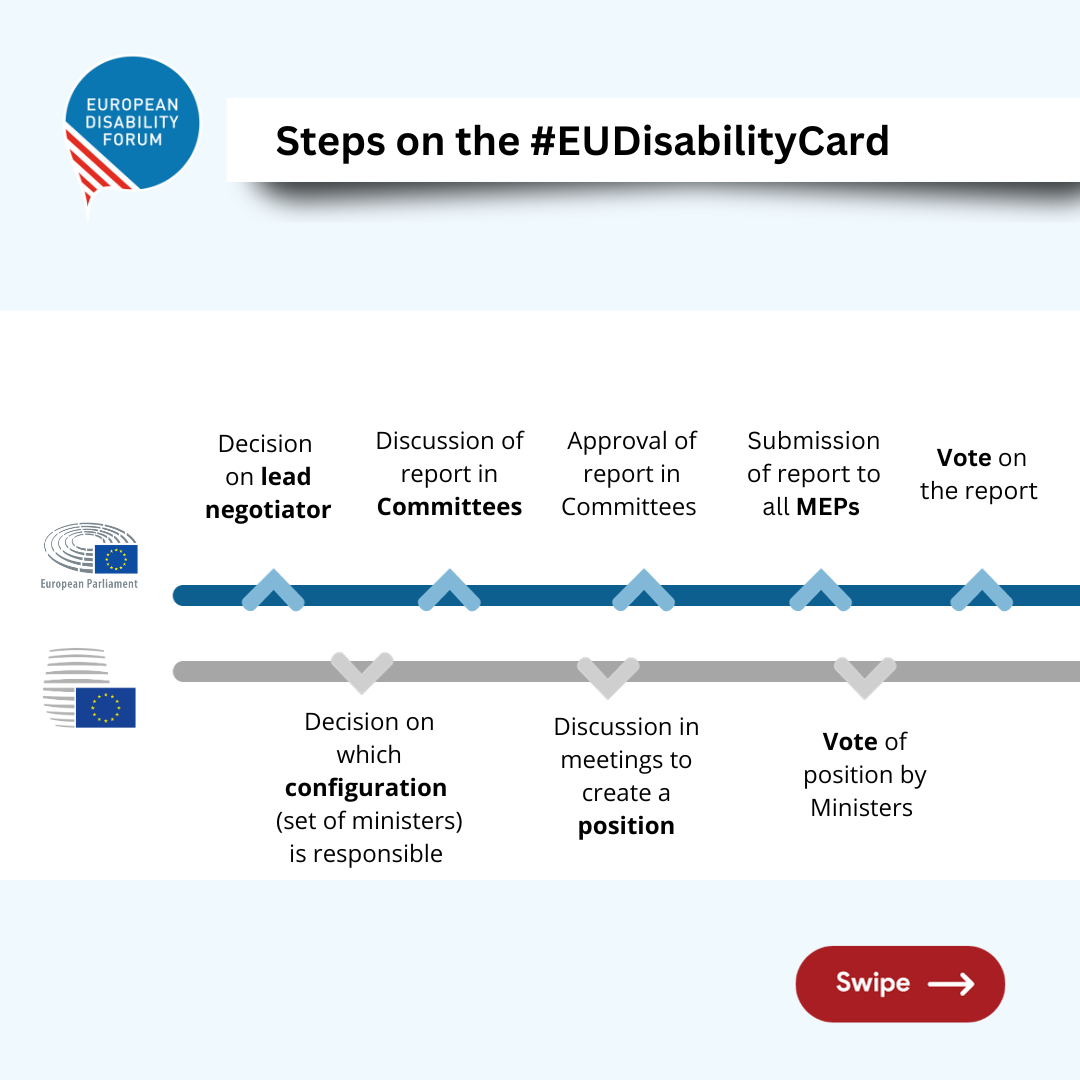 EUROPEAN
DISABILITY
FORUM
Steps on the #EUDisabilityCard
Decision
on lead
negotiator
Discussion of
report in
Committees
Approval of
report in
Committees
Submission
of report to
all MEPs
Vote on
the report
European Parliament
Decision on
which
configuration
(set of ministers)
is responsible
Discussion in
meetings to
create a
position
Vote of
position by
Ministers
Swipe